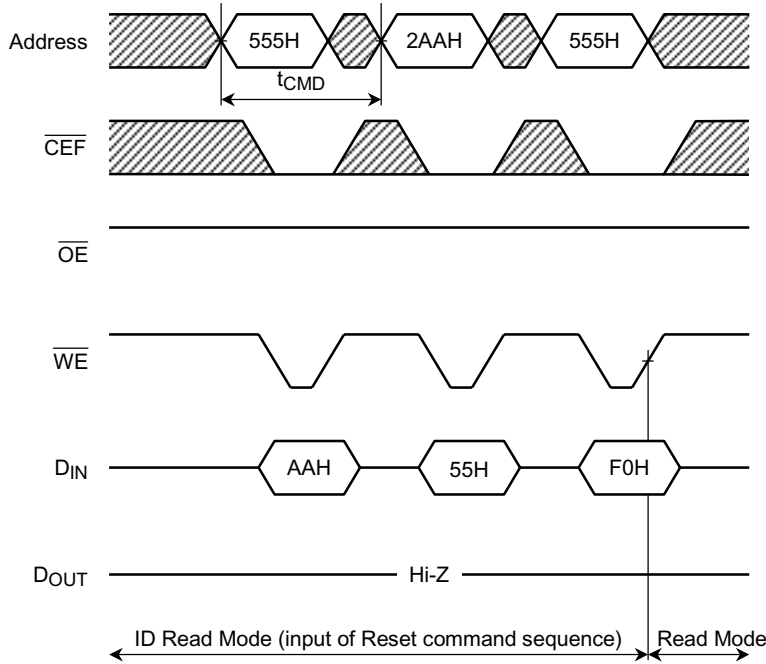 Address 555H 2AAH 555H
tCMD
CEF
OE
WE
DIN AAH 55H F0H
DOUT Hi-Z
ID Read Mode (input of Reset command sequence) Read Mode